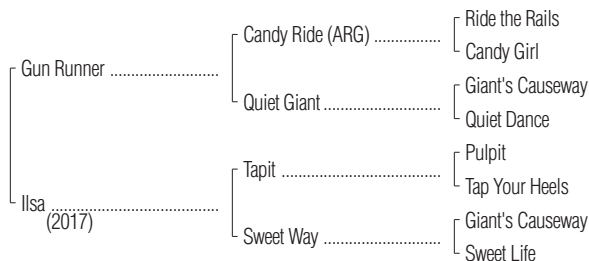 Ride the Rails
Candy Ride (ARG) ................
Candy Girl
Gun Runner ..........................
Giant's Causeway
Quiet Giant ............................
Quiet Dance
Pulpit
Tapit ......................................
Tap Your Heels
Ilsa ........................................
(2017)
Giant's Causeway
Sweet Way ............................
Sweet Life